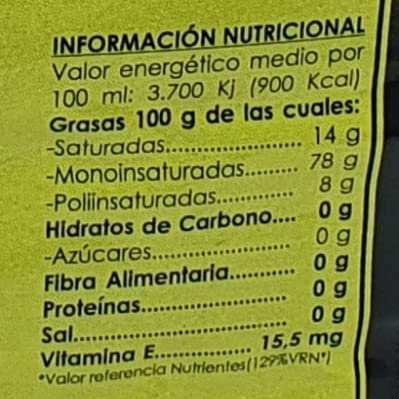 INFORMACIÓN NUTRICIONAL
Valor energético medio por
100 ml: 3.700 Kj (900 Kcal)
Grasas 100 g de las cuales:
-Saturadas........................ 14 g
-Monoinsaturadas......... 78 g
-Poliinsaturadas............. 8 g
Hidratos de Carbono.... 0 g
-Azúcares........................ 0 g
Fibra Alimentaria........... 0 g
Proteínas........................ 0 g
Sal................................... 0 g
Vitamina E............... 15,5 mg
*Valor referencia Nutrientes(129%VRN*)